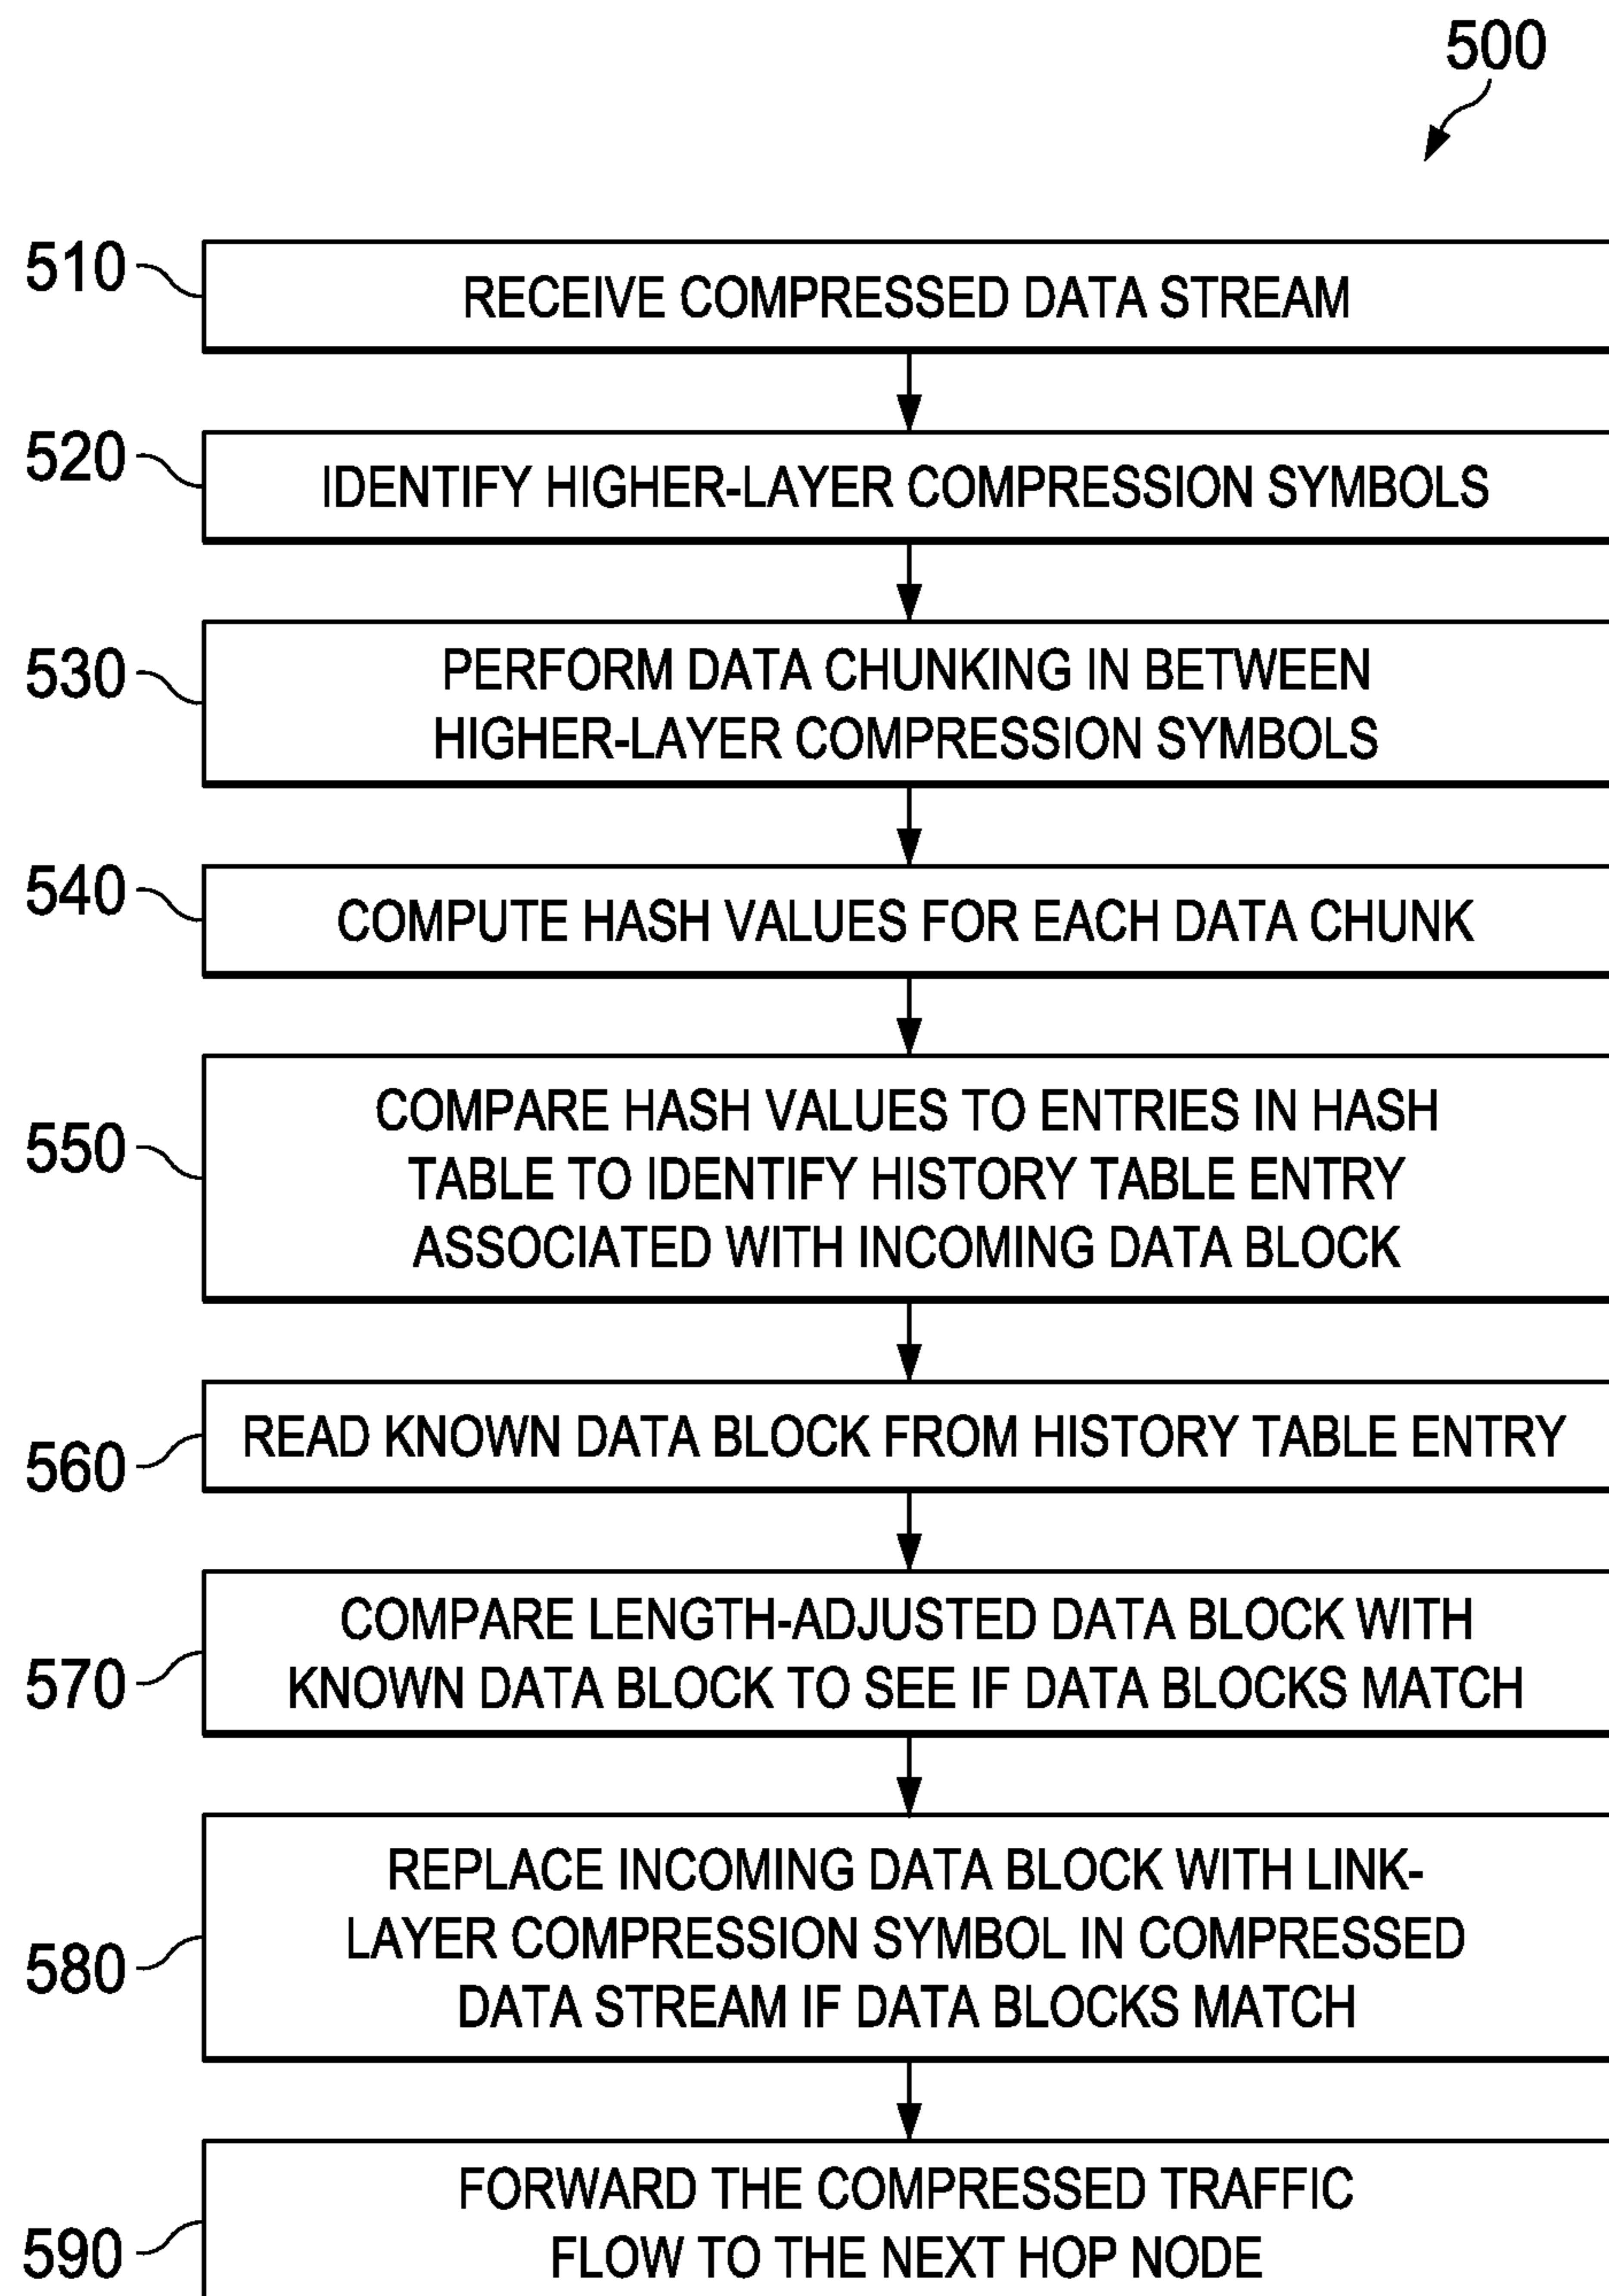 500
510
RECEIVE COMPRESSED DATA STREAM
520
IDENTIFY HIGHER-LAYER COMPRESSION SYMBOLS
530
PERFORM DATA CHUNKING IN BETWEEN
HIGHER-LAYER COMPRESSION SYMBOLS
540
COMPUTE HASH VALUES FOR EACH DATA CHUNK
550
COMPARE HASH VALUES TO ENTRIES IN HASH
TABLE TO IDENTIFY HISTORY TABLE ENTRY
ASSOCIATED WITH INCOMING DATA BLOCK
560
READ KNOWN DATA BLOCK FROM HISTORY TABLE ENTRY
570
COMPARE LENGTH-ADJUSTED DATA BLOCK WITH
KNOWN DATA BLOCK TO SEE IF DATA BLOCKS MATCH
580
REPLACE INCOMING DATA BLOCK WITH LINK-
LAYER COMPRESSION SYMBOL IN COMPRESSED
DATA STREAM IF DATA BLOCKS MATCH
590
FORWARD THE COMPRESSED TRAFFIC
FLOW TO THE NEXT HOP NODE